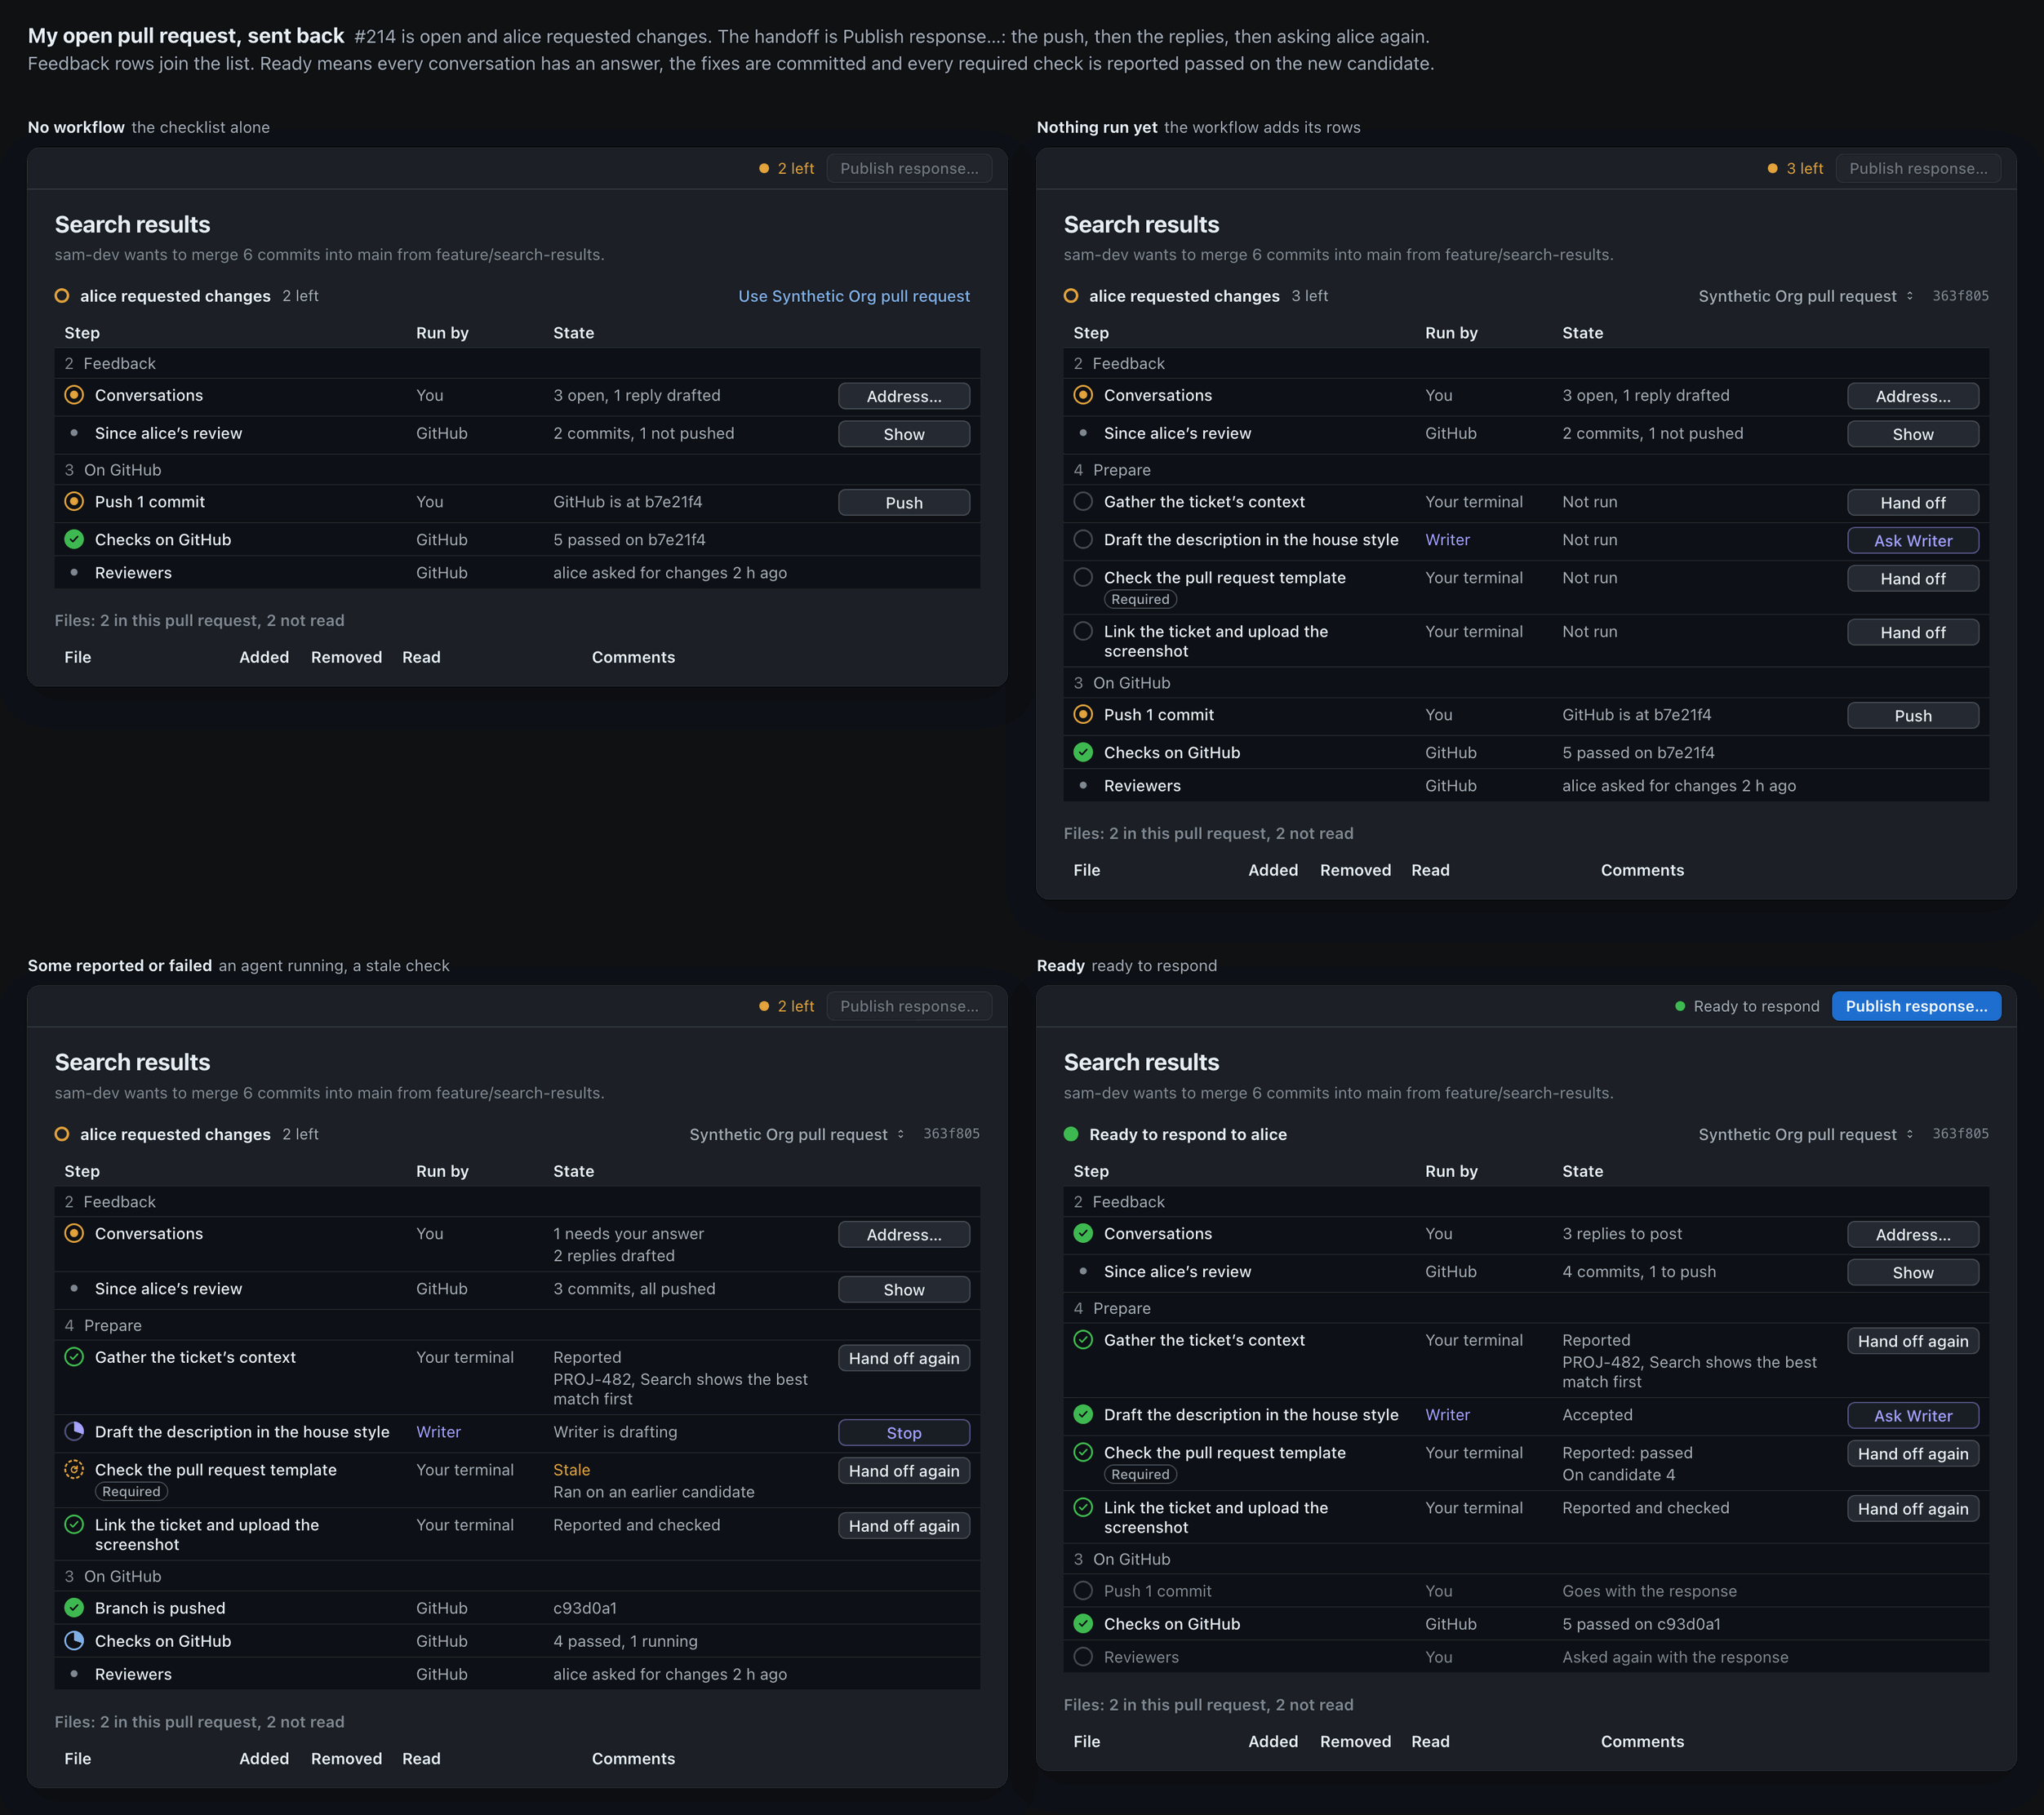 My open pull request, sent back #214 is open and alice requested changes. The handoff is Publish response...: the push, then the replies, then asking alice again.
Feedback rows join the list. Ready means every conversation has an answer, the fixes are committed and every required check is reported passed on the new candidate.
No workflow the checklist alone
2 left Publish response...
Search results
sam-dev wants to merge 6 commits into main from feature/search-results.
alice requested changes 2 left Use Synthetic Org pull request
Step Run by State
2 Feedback
Conversations You 3 open, 1 reply drafted Address...
Since alice’s review GitHub 2 commits, 1 not pushed Show
3 On GitHub
Push 1 commit You GitHub is at b7e21f4 Push
Checks on GitHub GitHub 5 passed on b7e21f4
Reviewers GitHub alice asked for changes 2 h ago
Files: 2 in this pull request, 2 not read
File Added Removed Read Comments
Nothing run yet the workflow adds its rows
3 left Publish response...
Search results
sam-dev wants to merge 6 commits into main from feature/search-results.
alice requested changes 3 left Synthetic Org pull request 363f805
Step Run by State
2 Feedback
Conversations You 3 open, 1 reply drafted Address...
Since alice’s review GitHub 2 commits, 1 not pushed Show
4 Prepare
Gather the ticket’s context Your terminal Not run Hand off
Draft the description in the house style Writer Not run Ask Writer
Check the pull request template Your terminal Not run Hand off
Required
Link the ticket and upload the Your terminal Not run Hand off
screenshot
3 On GitHub
Push 1 commit You GitHub is at b7e21f4 Push
Checks on GitHub GitHub 5 passed on b7e21f4
Reviewers GitHub alice asked for changes 2 h ago
Files: 2 in this pull request, 2 not read
File Added Removed Read Comments
Some reported or failed an agent running, a stale check
2 left Publish response...
Search results
sam-dev wants to merge 6 commits into main from feature/search-results.
alice requested changes 2 left Synthetic Org pull request 363f805
Step Run by State
2 Feedback
Conversations You 1 needs your answer Address...
2 replies drafted
Since alice’s review GitHub 3 commits, all pushed Show
4 Prepare
Gather the ticket’s context Your terminal Reported Hand off again
PROJ-482, Search shows the best
match first
Draft the description in the house style Writer Writer is drafting Stop
Check the pull request template Your terminal Stale Hand off again
Required Ran on an earlier candidate
Link the ticket and upload the Your terminal Reported and checked Hand off again
screenshot
3 On GitHub
Branch is pushed GitHub c93d0a1
Checks on GitHub GitHub 4 passed, 1 running
Reviewers GitHub alice asked for changes 2 h ago
Files: 2 in this pull request, 2 not read
File Added Removed Read Comments
Ready ready to respond
Ready to respond Publish response...
Search results
sam-dev wants to merge 6 commits into main from feature/search-results.
Ready to respond to alice Synthetic Org pull request 363f805
Step Run by State
2 Feedback
Conversations You 3 replies to post Address...
Since alice’s review GitHub 4 commits, 1 to push Show
4 Prepare
Gather the ticket’s context Your terminal Reported Hand off again
PROJ-482, Search shows the best
match first
Draft the description in the house style Writer Accepted Ask Writer
Check the pull request template Your terminal Reported: passed Hand off again
Required On candidate 4
Link the ticket and upload the Your terminal Reported and checked Hand off again
screenshot
3 On GitHub
Push 1 commit You Goes with the response
Checks on GitHub GitHub 5 passed on c93d0a1
Reviewers You Asked again with the response
Files: 2 in this pull request, 2 not read
File Added Removed Read Comments